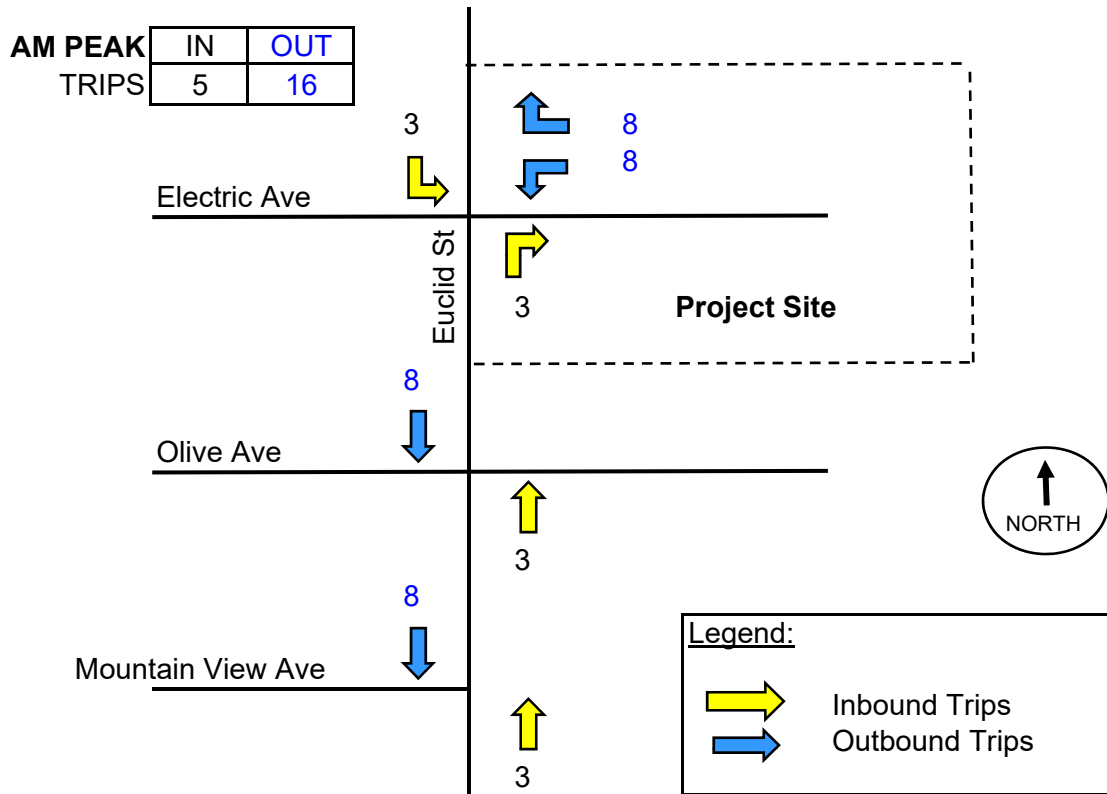 AM PEAK IN OUT
TRIPS 5 16
3
8
8
Electric Ave
Euclid St
3
Project Site
8
Olive Ave
3
NORTH
8
Mountain View Ave
3
Legend:
Inbound Trips
Outbound Trips